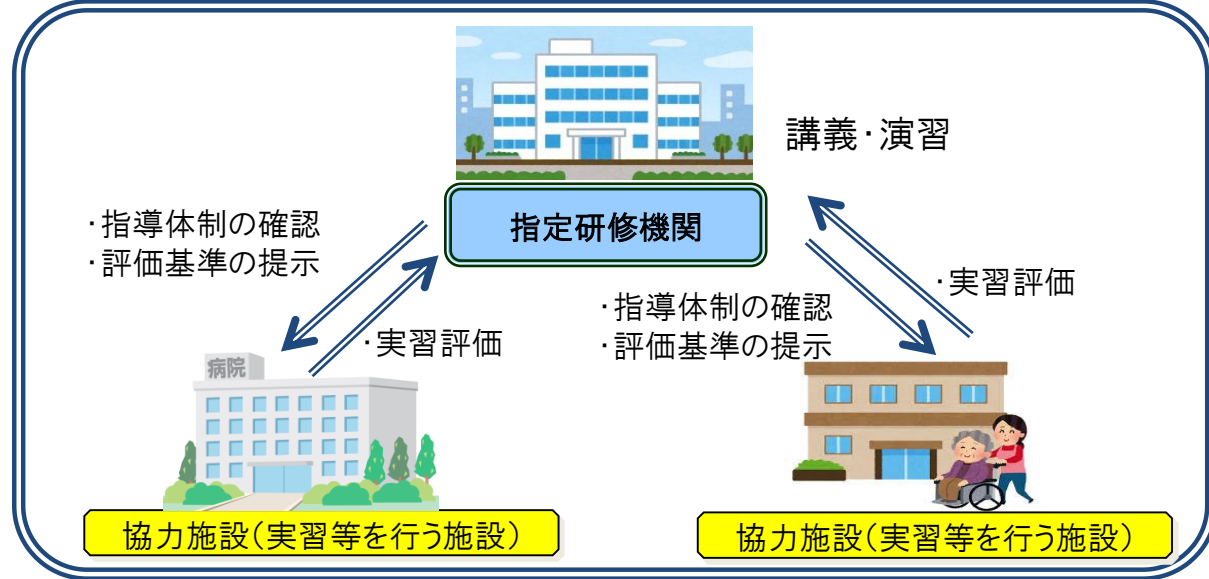 講義・演習
指定研修機関
・指導体制の確認
・評価基準の提示
・実習評価
・指導体制の確認
・評価基準の提示
・実習評価
病院
協力施設(実習等を行う施設)
協力施設(実習等を行う施設)